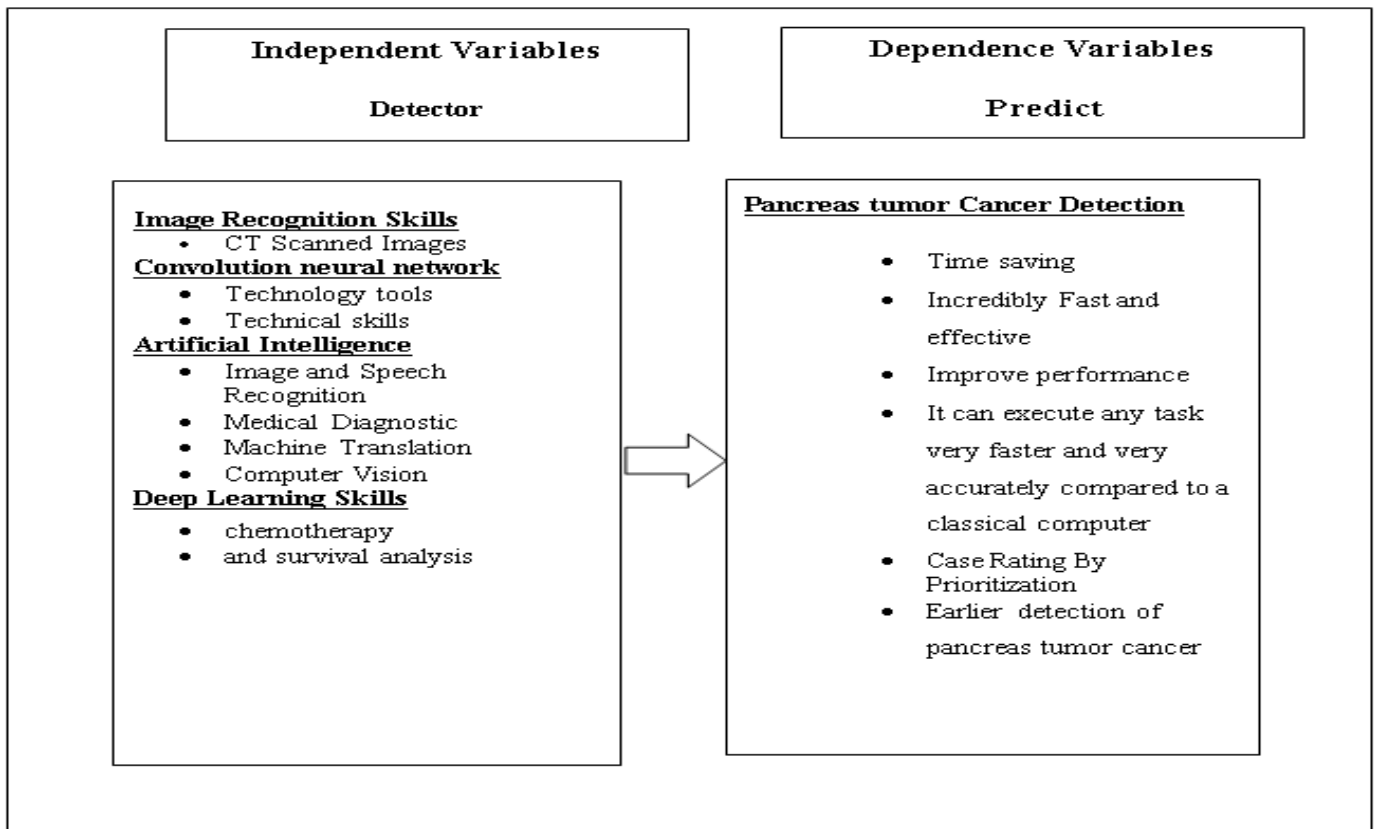 Independent Variables
Detector
Dependence Variables
Predict
Image Recognition Skills
• CT Scanned Images
Convolution neural network
• Technology tools
• Technical skills
Artificial Intelligence
• Image and Speech
Recognition
• Medical Diagnostic
• Machine Translation
• Computer Vision
Deep Learning Skills
• chemotherapy
• and survival analysis
Pancreas tumor Cancer Detection
• Time saving
• Incredibly Fast and
effective
• Improve performance
• It can execute any task
very faster and very
accurately compared to a
classical computer
• Case Rating By
Prioritization
• Earlier detection of
pancreas tumor cancer